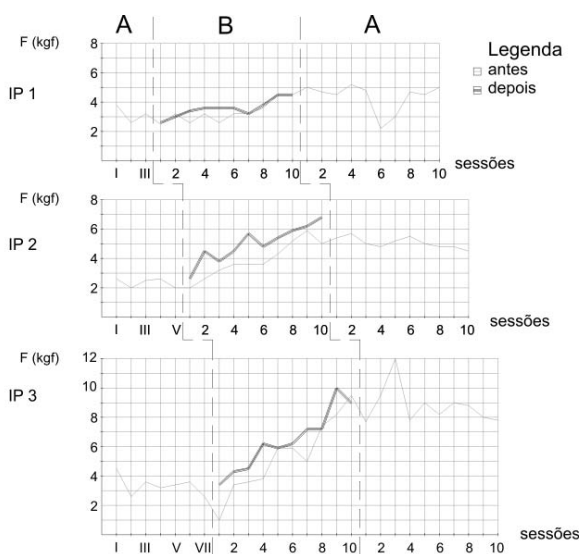 A B A
F (kgf)
Legenda
antes
depois
IP 1
8
6
4
2
I III 2 4 6 8 10 2 4 6 8 10
sessões
F (kgf)
IP 2
8
6
4
2
I III V 2 4 6 8 10 2 4 6 8 10
sessões
F (kgf)
IP 3
12
10
8
6
4
2
I III V VII 2 4 6 8 10 2 4 6 8 10
sessões